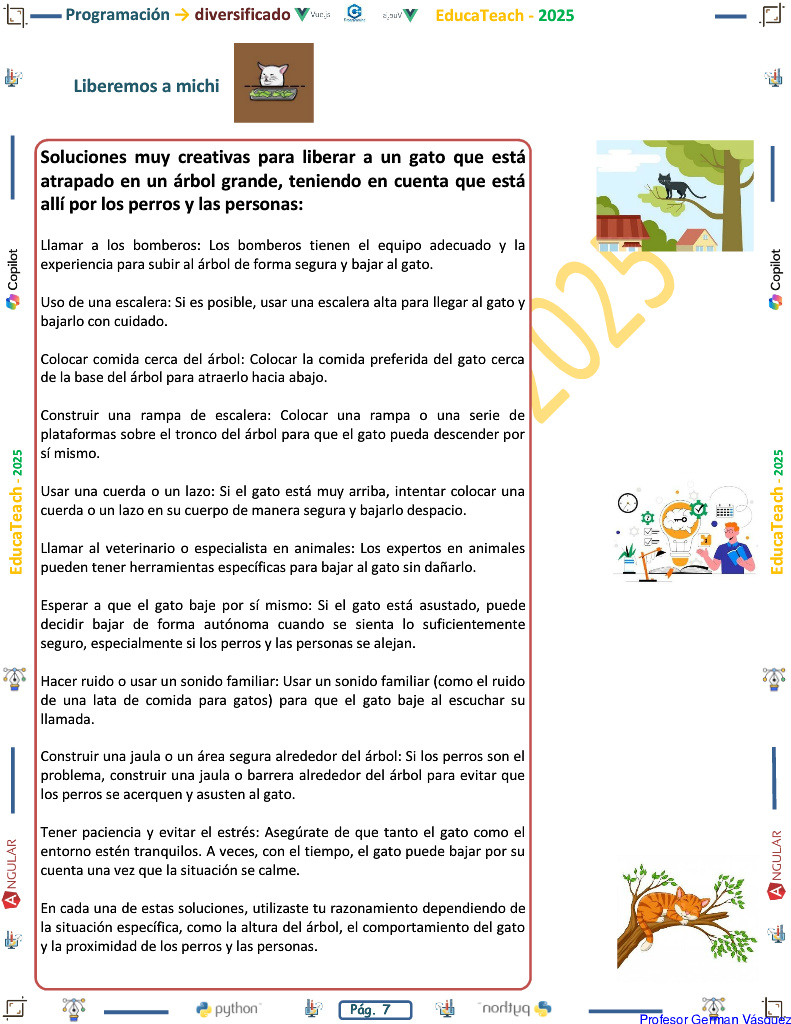 Programación → diversificado Vue.js EducaTeach - 2025
Liberemos a michi
Soluciones muy creativas para liberar a un gato que está
atrapado en un árbol grande, teniendo en cuenta que está
allí por los perros y las personas:
Llamar a los bomberos: Los bomberos tienen el equipo adecuado y la
experiencia para subir al árbol de forma segura y bajar al gato.
Uso de una escalera: Si es posible, usar una escalera alta para llegar al gato y
bajarlo con cuidado.
Colocar comida cerca del árbol: Colocar la comida preferida del gato cerca
de la base del árbol para atraerlo hacia abajo.
Construir una rampa de escalera: Colocar una rampa o una serie de
plataformas sobre el tronco del árbol para que el gato pueda descender por
sí mismo.
Usar una cuerda o un lazo: Si el gato está muy arriba, intentar colocar una
cuerda o un lazo en su cuerpo de manera segura y bajarlo despacio.
Llamar al veterinario o especialista en animales: Los expertos en animales
pueden tener herramientas específicas para bajar al gato sin dañarlo.
Esperar a que el gato baje por sí mismo: Si el gato está asustado, puede
decidir bajar de forma autónoma cuando se sienta lo suficientemente
seguro, especialmente si los perros y las personas se alejan.
Hacer ruido o usar un sonido familiar: Usar un sonido familiar (como el ruido
de una lata de comida para gatos) para que el gato baje al escuchar su
llamada.
Construir una jaula o un área segura alrededor del árbol: Si los perros son el
problema, construir una jaula o barrera alrededor del árbol para evitar que
los perros se acerquen y asusten al gato.
Tener paciencia y evitar el estrés: Asegúrate de que tanto el gato como el
entorno estén tranquilos. A veces, con el tiempo, el gato puede bajar por su
cuenta una vez que la situación se calme.
En cada una de estas soluciones, utilizaste tu razonamiento dependiendo de
la situación específica, como la altura del árbol, el comportamiento del gato
y la proximidad de los perros y las personas.
2025
Copilot
EducaTeach - 2025
ANGULAR
Copilot
EducaTeach - 2025
ANGULAR
python
Pág. 7
python
Profesor German Vásquez